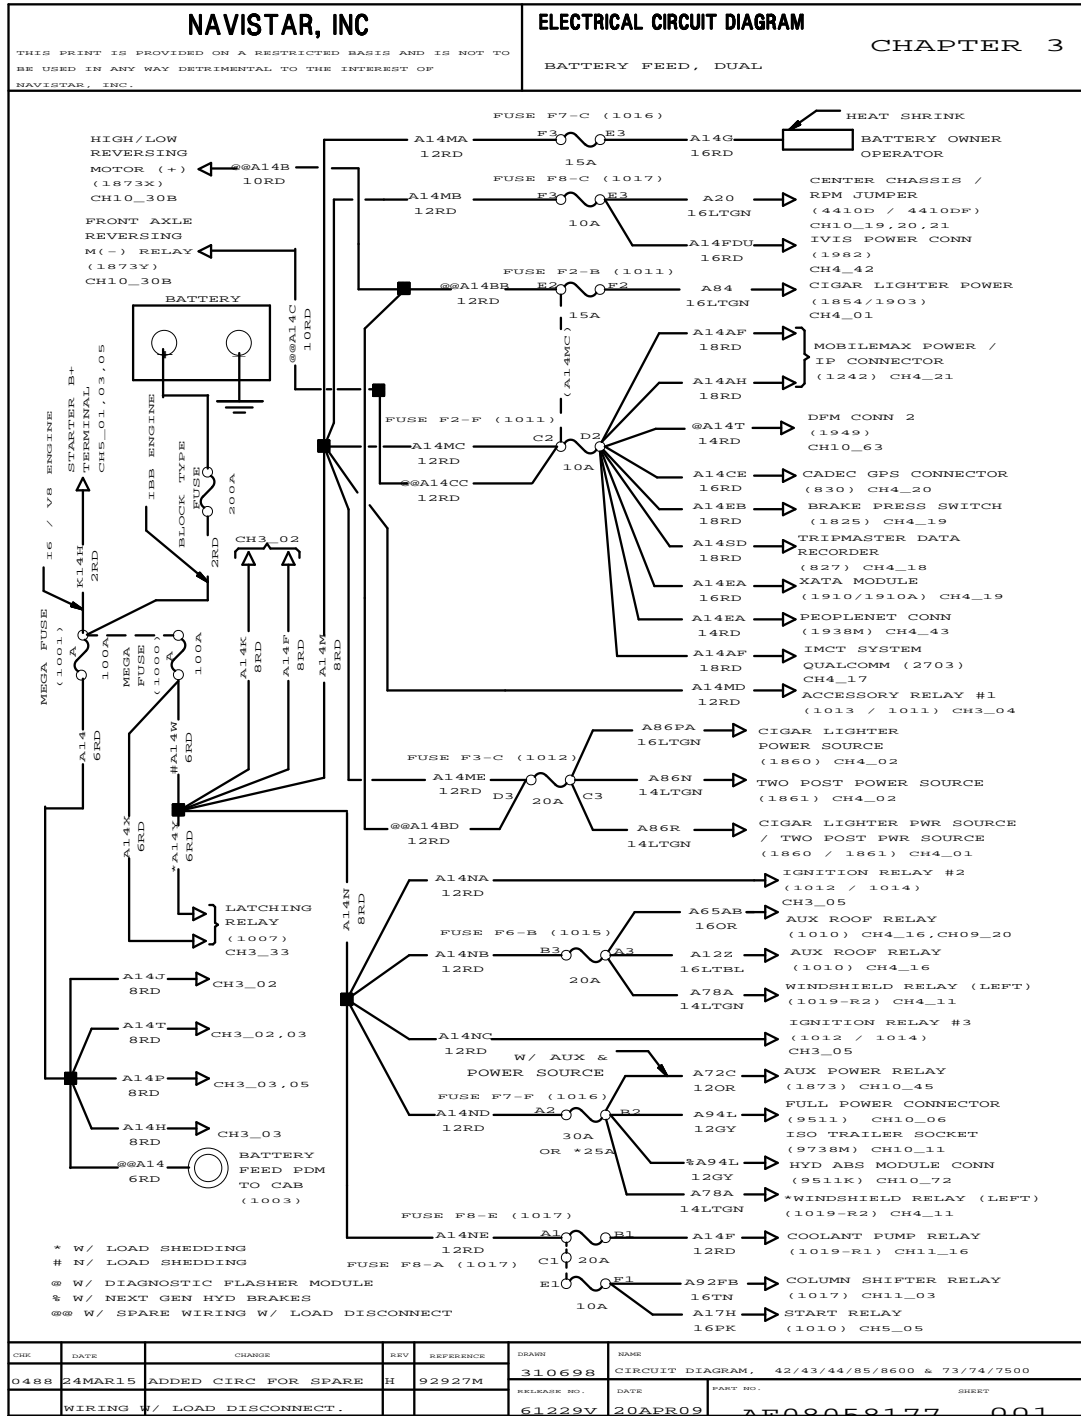 NAVISTAR, INC
THIS PRINT IS PROVIDED ON A RESTRICTED BASIS AND IS NOT TO
BE USED IN ANY WAY DETRIMENTAL TO THE INTEREST OF
NAVISTAR, INC.
ELECTRICAL CIRCUIT DIAGRAM
BATTERY FEED, DUAL
CHAPTER 3
HIGH/LOW
REVERSING
MOTOR (+)
(1873X)
CH10_30B
@@A14B
10RD
FRONT AXLE
REVERSING
M(-) RELAY
(1873Y)
CH10_30B
@@A14C
10RD
BATTERY
STARTER B+
TERMINAL
CH5_01,03,05
I6 / V8 ENGINE
IBB ENGINE
BLOCK TYPE
FUSE
200A
2RD
K14H
2RD
CH3_02
MEGA FUSE
(1001)
A
100A
MEGA
FUSE
(1000)
A
100A
A14K
8RD
A14F
8RD
A14M
8RD
A14
6RD
#A14W
6RD
A14X
6RD
*A14Y
6RD
LATCHING
RELAY
(1007)
CH3_33
A14N
8RD
A14J
8RD
CH3_02
A14T
8RD
CH3_02,03
A14P
8RD
CH3_03,05
A14H
8RD
CH3_03
@@A14
6RD
BATTERY
FEED PDM
TO CAB
(1003)
* W/ LOAD SHEDDING
# N/ LOAD SHEDDING
@ W/ DIAGNOSTIC FLASHER MODULE
% W/ NEXT GEN HYD BRAKES
@@ W/ SPARE WIRING W/ LOAD DISCONNECT
FUSE F7-C (1016)
A14MA
12RD
F3
E3
15A
A14G
16RD
HEAT SHRINK
BATTERY OWNER
OPERATOR
FUSE F8-C (1017)
A14MB
12RD
F3
E3
10A
A20
16LTGN
CENTER CHASSIS /
RPM JUMPER
(4410D / 4410DF)
CH10_19,20,21
A14FDU
16RD
IVIS POWER CONN
(1982)
CH4_42
FUSE F2-B (1011)
@@A14BB
12RD
E2
F2
15A
A84
16LTGN
CIGAR LIGHTER POWER
(1854/1903)
CH4_01
(A14MC)
A14AF
18RD
A14AH
18RD
MOBILEMAX POWER /
IP CONNECTOR
(1242) CH4_21
FUSE F2-F (1011)
A14MC
12RD
C2
D2
10A
@@A14CC
12RD
@A14T
14RD
DFM CONN 2
(1949)
CH10_63
A14CE
16RD
CADEC GPS CONNECTOR
(830) CH4_20
A14EB
18RD
BRAKE PRESS SWITCH
(1825) CH4_19
A14SD
18RD
TRIPMASTER DATA
RECORDER
(827) CH4_18
A14EA
16RD
XATA MODULE
(1910/1910A) CH4_19
A14EA
14RD
PEOPLENET CONN
(1938M) CH4_43
A14AF
18RD
IMCT SYSTEM
QUALCOMM (2703)
CH4_17
A14MD
12RD
ACCESSORY RELAY #1
(1013 / 1011) CH3_04
FUSE F3-C (1012)
A14ME
12RD
D3
20A
C3
@@A14BD
12RD
A86PA
16LTGN
CIGAR LIGHTER
POWER SOURCE
(1860) CH4_02
A86N
14LTGN
TWO POST POWER SOURCE
(1861) CH4_02
A86R
14LTGN
CIGAR LIGHTER PWR SOURCE
/ TWO POST PWR SOURCE
(1860 / 1861) CH4_01
A14NA
12RD
IGNITION RELAY #2
(1012 / 1014)
CH3_05
FUSE F6-B (1015)
A14NB
12RD
B3
A3
20A
A65AB
16OR
AUX ROOF RELAY
(1010) CH4_16,CH09_20
A12Z
16LTBL
AUX ROOF RELAY
(1010) CH4_16
A78A
14LTGN
WINDSHIELD RELAY (LEFT)
(1019-R2) CH4_11
A14NC
12RD
IGNITION RELAY #3
(1012 / 1014)
CH3_05
W/ AUX &
POWER SOURCE
FUSE F7-F (1016)
A14ND
12RD
A2
B2
30A
OR *25A
A72C
12OR
AUX POWER RELAY
(1873) CH10_45
A94L
12GY
FULL POWER CONNECTOR
(9511) CH10_06
ISO TRAILER SOCKET
(9738M) CH10_11
%A94L
12GY
HYD ABS MODULE CONN
(9511K) CH10_72
A78A
14LTGN
*WINDSHIELD RELAY (LEFT)
(1019-R2) CH4_11
FUSE F8-E (1017)
A14NE
12RD
A1
B1
20A
A14F
12RD
COOLANT PUMP RELAY
(1019-R1) CH11_16
FUSE F8-A (1017)
C1
E1
F1
10A
A92FB
16TN
COLUMN SHIFTER RELAY
(1017) CH11_03
A17H
16PK
START RELAY
(1010) CH5_05
CHK DATE CHANGE REV REFERENCE
0488 24MAR15 ADDED CIRC FOR SPARE H 92927M
WIRING W/ LOAD DISCONNECT.
DRAWN
310698
NAME
CIRCUIT DIAGRAM, 42/43/44/85/8600 & 73/74/7500
RELEASE NO.
61229V
DATE
20APR09
PART NO.
AE08058177
SHEET
001